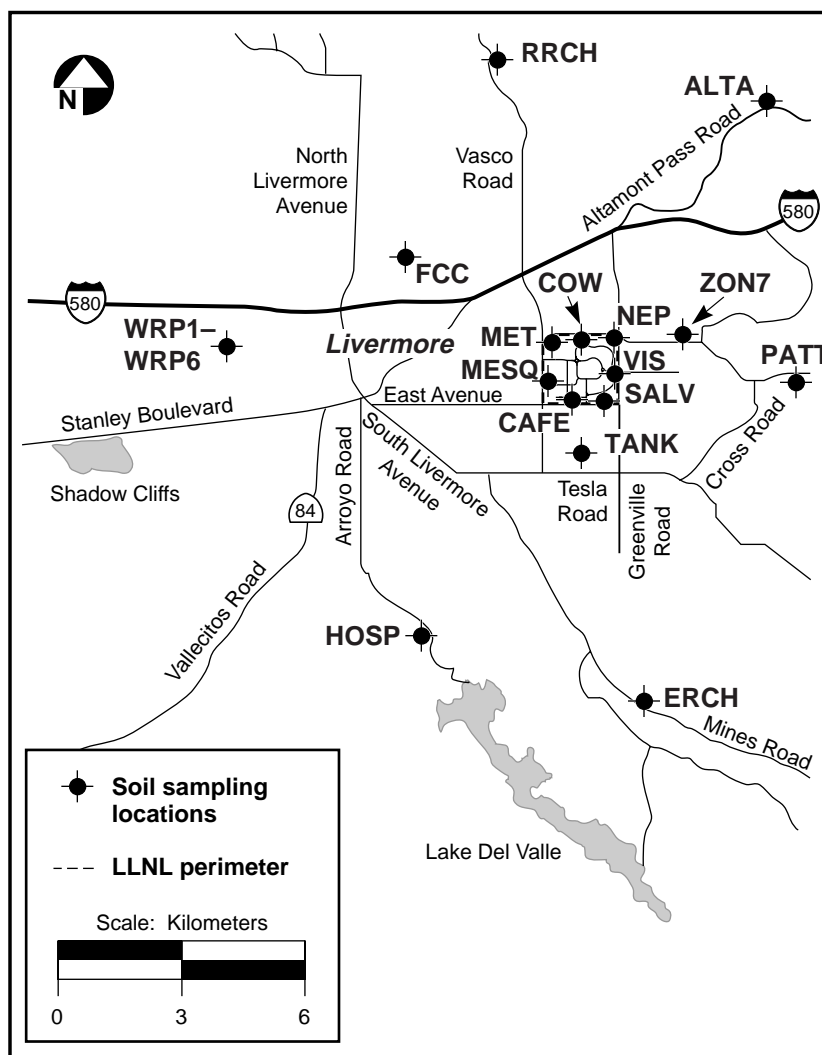 RRCH
ALTA
N
North
Livermore
Avenue
Vasco
Road
Altamont Pass Road
580
FCC
580
COW
ZON7
NEP
WRP1–
WRP6
Livermore
MET
VIS
PATT
MESQ
East Avenue
SALV
Stanley Boulevard
CAFE
South Livermore
Avenue
TANK
Cross Road
Shadow Cliffs
Arroyo Road
Tesla
Road
Greenville
Road
84
Vallecitos Road
HOSP
ERCH
Mines Road
Lake Del Valle
Soil sampling
locations
LLNL perimeter
Scale: Kilometers
0 3 6